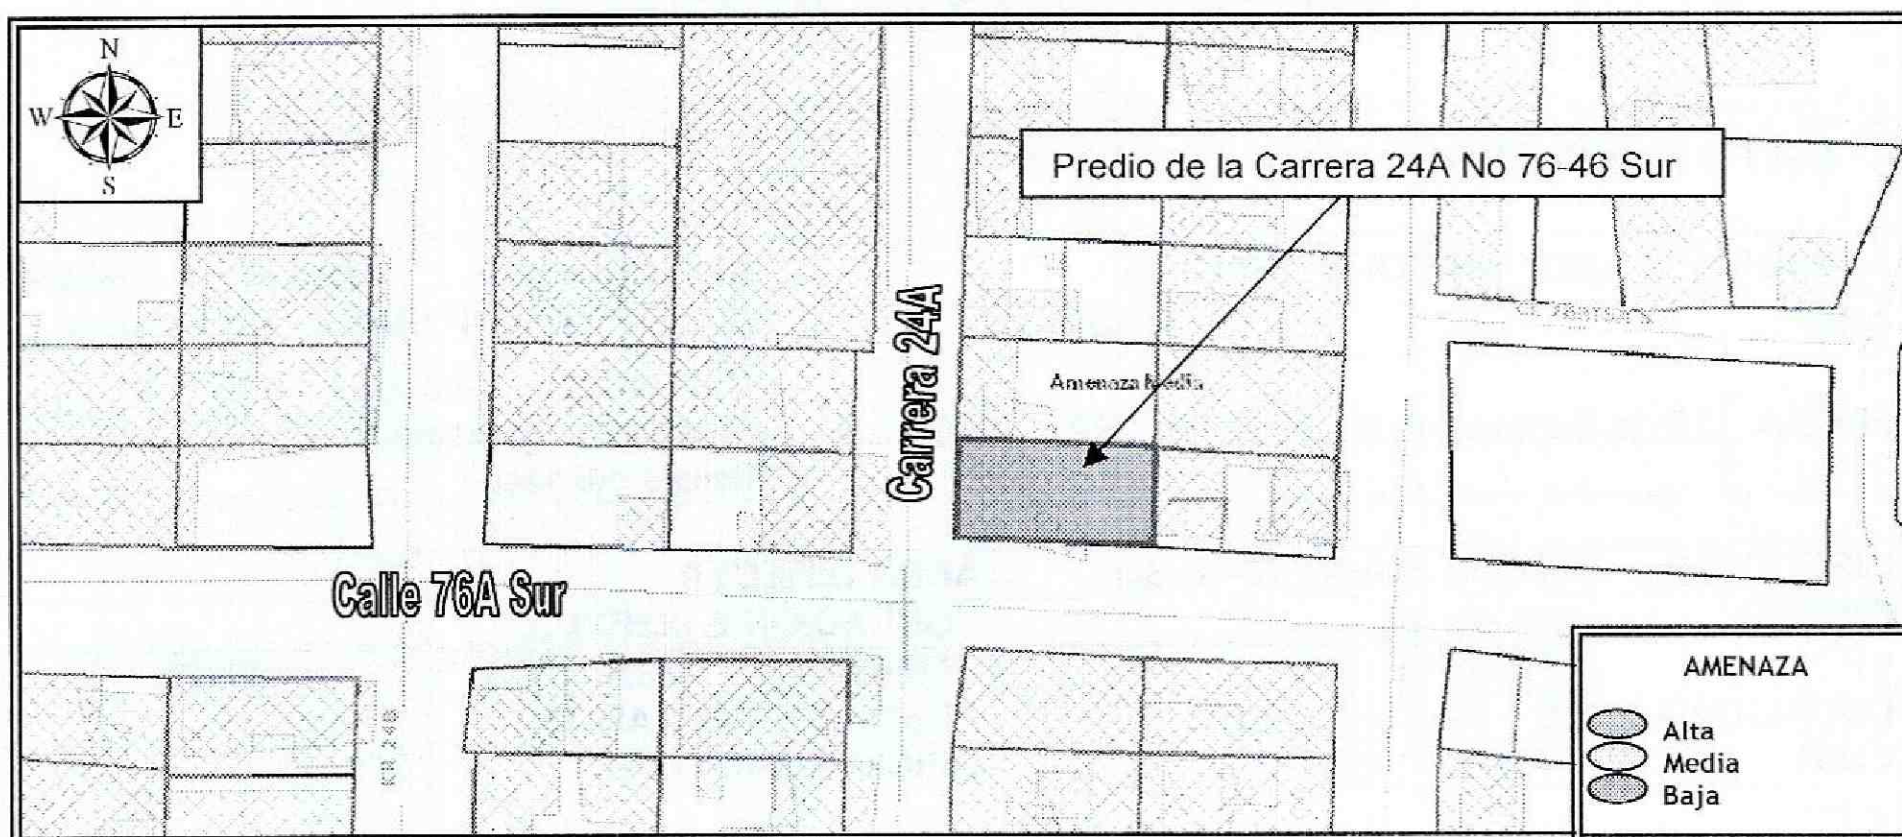 N
W E
S
Predio de la Carrera 24A No 76-46 Sur
Carrera 24A
Amenaza Media
Calle 76A Sur
AMENAZA
Alta
Media
Baja